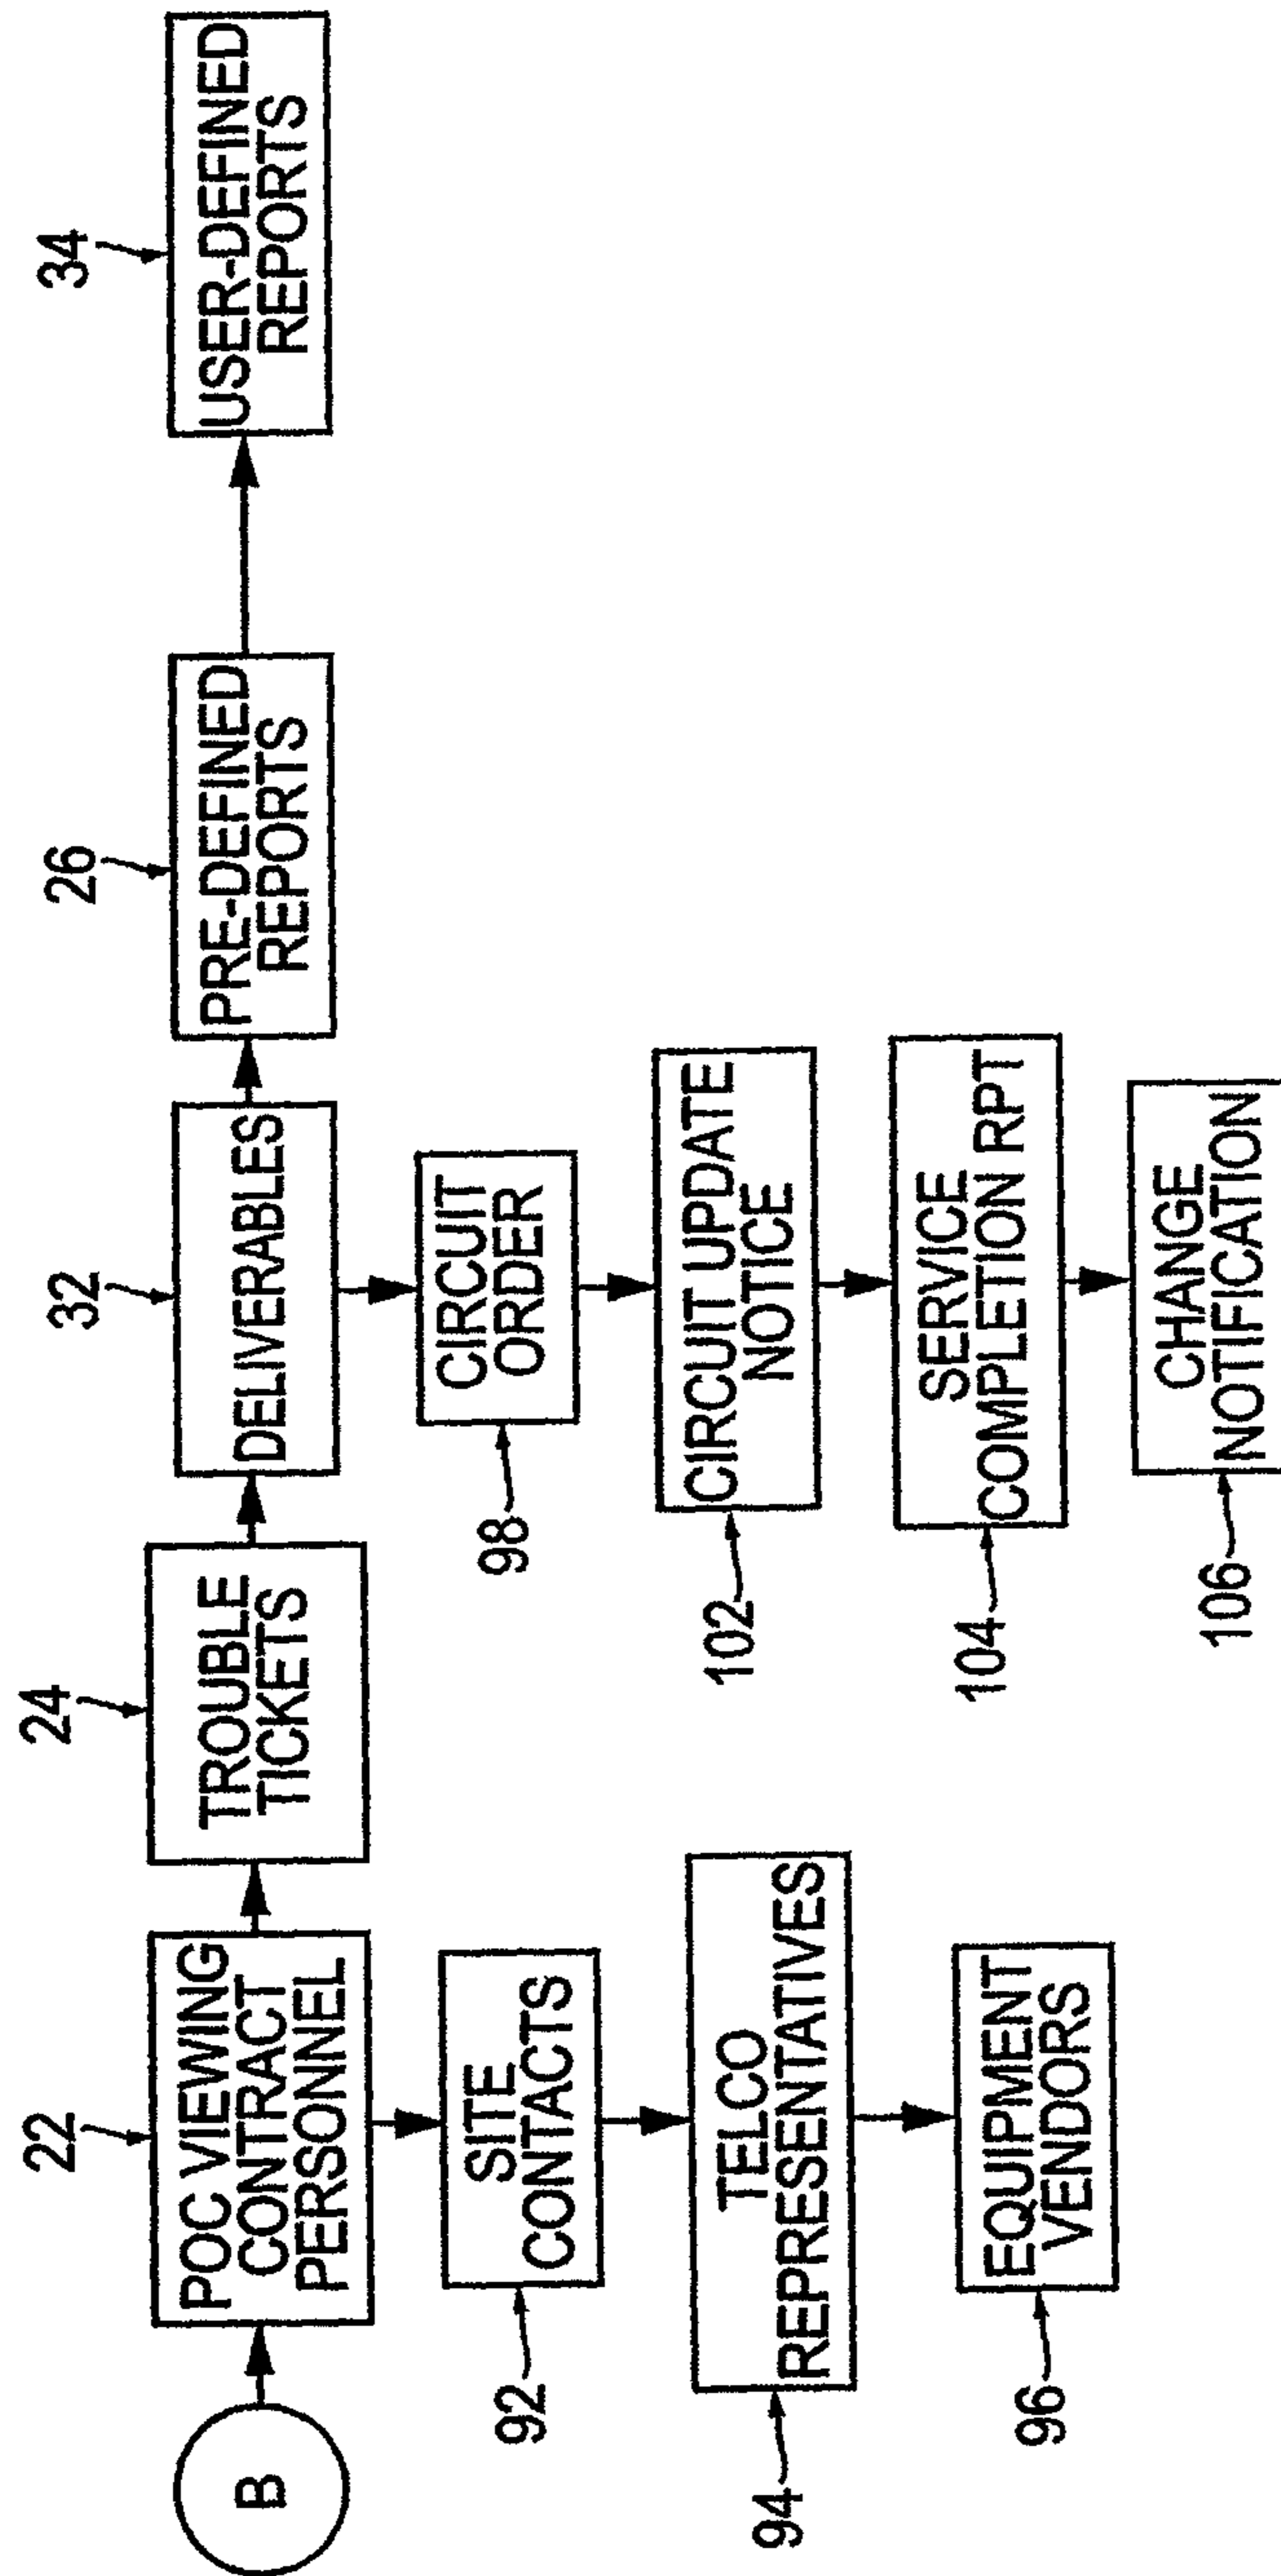 B
22
POC VIEWING
CONTRACT
PERSONNEL
24
TROUBLE
TICKETS
32
DELIVERABLES
26
PRE-DEFINED
REPORTS
34
USER-DEFINED
REPORTS
SITE
CONTACTS
92
TELCO
REPRESENTATIVES
94
EQUIPMENT
VENDORS
96
CIRCUIT
ORDER
98
CIRCUIT UPDATE
NOTICE
102
SERVICE
COMPLETION RPT
104
CHANGE
NOTIFICATION
106